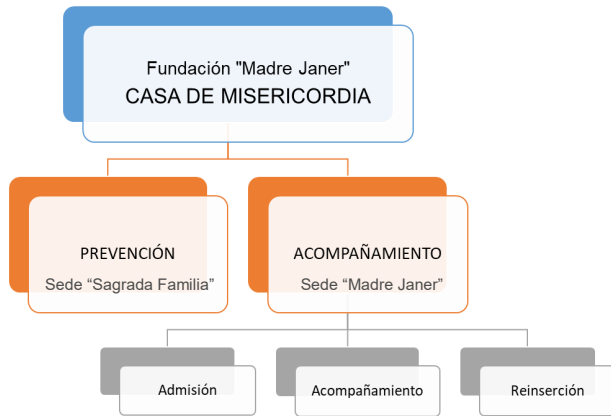 Fundación "Madre Janer"
CASA DE MISERICORDIA
PREVENCIÓN
Sede “Sagrada Familia”
ACOMPAÑAMIENTO
Sede “Madre Janer”
Admisión
Acompañamiento
Reinserción